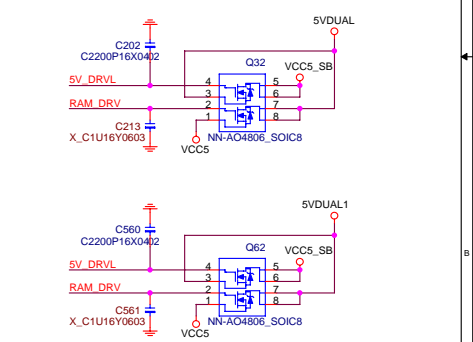 5VDUAL
C202
C2200P16X0402
Q32
VCC5_SB
5V_DRVL
4
5
3
6
RAM_DRV
2
7
1
8
C213
X_C1U16Y0603
NN-AO4806_SOIC8
VCC5
5VDUAL1
C560
C2200P16X0402
Q62
VCC5_SB
B
5V_DRVL
4
5
3
6
RAM_DRV
2
7
1
8
C561
X_C1U16Y0603
NN-AO4806_SOIC8
VCC5